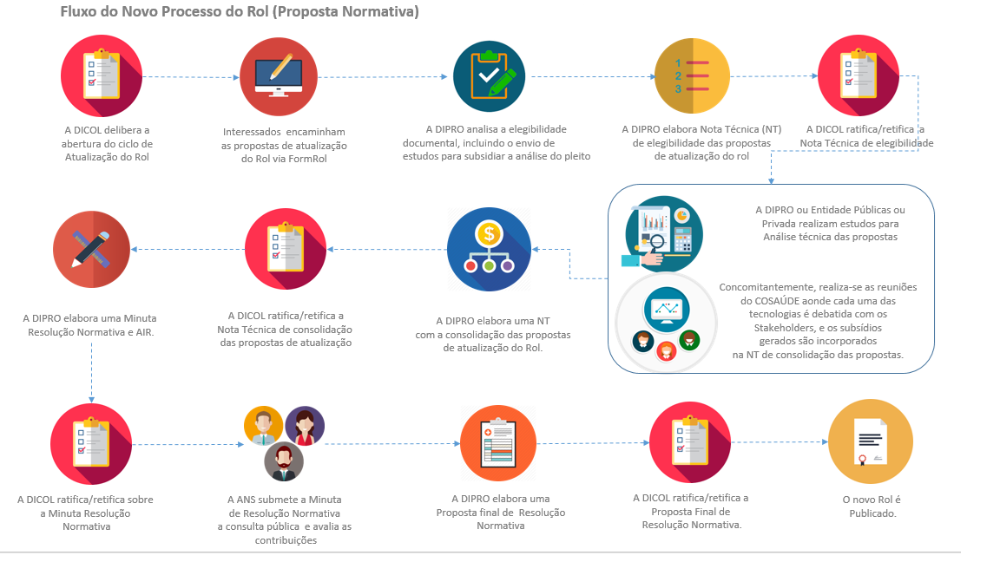 Fluxo do Novo Processo do Rol (Proposta Normativa)
A DICOL delibera a
abertura do ciclo de
Atualização do Rol
Interessados encaminham
as propostas de atualização
do Rol via FormRol
A DIPRO analisa a elegibilidade
documental, incluindo o envio de
estudos para subsidiar a análise do pleito
1
2
3
A DIPRO elabora Nota Técnica (NT)
de elegibilidade das propostas
de atualização do rol
A DICOL ratifica/retifica a
Nota Técnica de elegibilidade
A DIPRO ou Entidade Públicas ou
Privada realizam estudos para
Análise técnica das propostas
Concomitantemente, realiza-se as reuniões
do COSAÚDE aonde cada uma das
tecnologias é debatida com os
Stakeholders, e os subsídios
gerados são incorporados
na NT de consolidação das propostas.
$
A DIPRO elabora uma NT
com a consolidação das propostas
de atualização do Rol.
A DICOL ratifica/retifica a
Nota Técnica de consolidação
das propostas de atualização
A DIPRO elabora uma Minuta
Resolução Normativa e AIR.
A DICOL ratifica/retifica sobre
a Minuta Resolução
Normativa
A ANS submete a Minuta
de Resolução Normativa
a consulta pública e avalia as
contribuições
A DIPRO elabora uma
Proposta final de Resolução
Normativa
A DICOL ratifica/retifica a
Proposta Final de
Resolução Normativa.
O novo Rol é
Publicado.